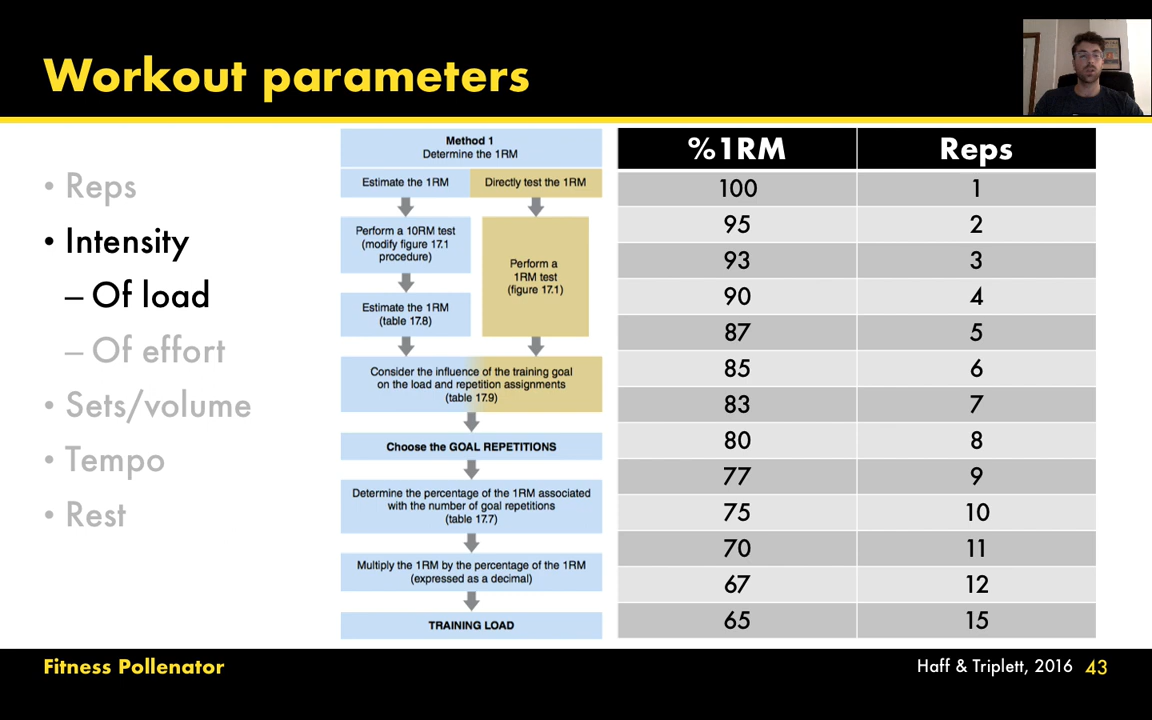 Workout parameters
• Reps
• Intensity
– Of load
– Of effort
• Sets/volume
• Tempo
• Rest
Method 1
Determine the 1RM
Estimate the 1RM
Directly test the 1RM
Perform a 10RM test
(modify figure 17.1
procedure)
Perform a
1RM test
(figure 17.1)
Estimate the 1RM
(table 17.8)
Consider the influence of the training goal
on the load and repetition assignments
(table 17.9)
Choose the GOAL REPETITIONS
Determine the percentage of the 1RM associated
with the number of goal repetitions
(table 17.7)
Multiply the 1RM by the percentage of the 1RM
(expressed as a decimal)
TRAINING LOAD
%1RM Reps
100 1
95 2
93 3
90 4
87 5
85 6
83 7
80 8
77 9
75 10
70 11
67 12
65 15
Fitness Pollenator
Haff & Triplett, 2016 43